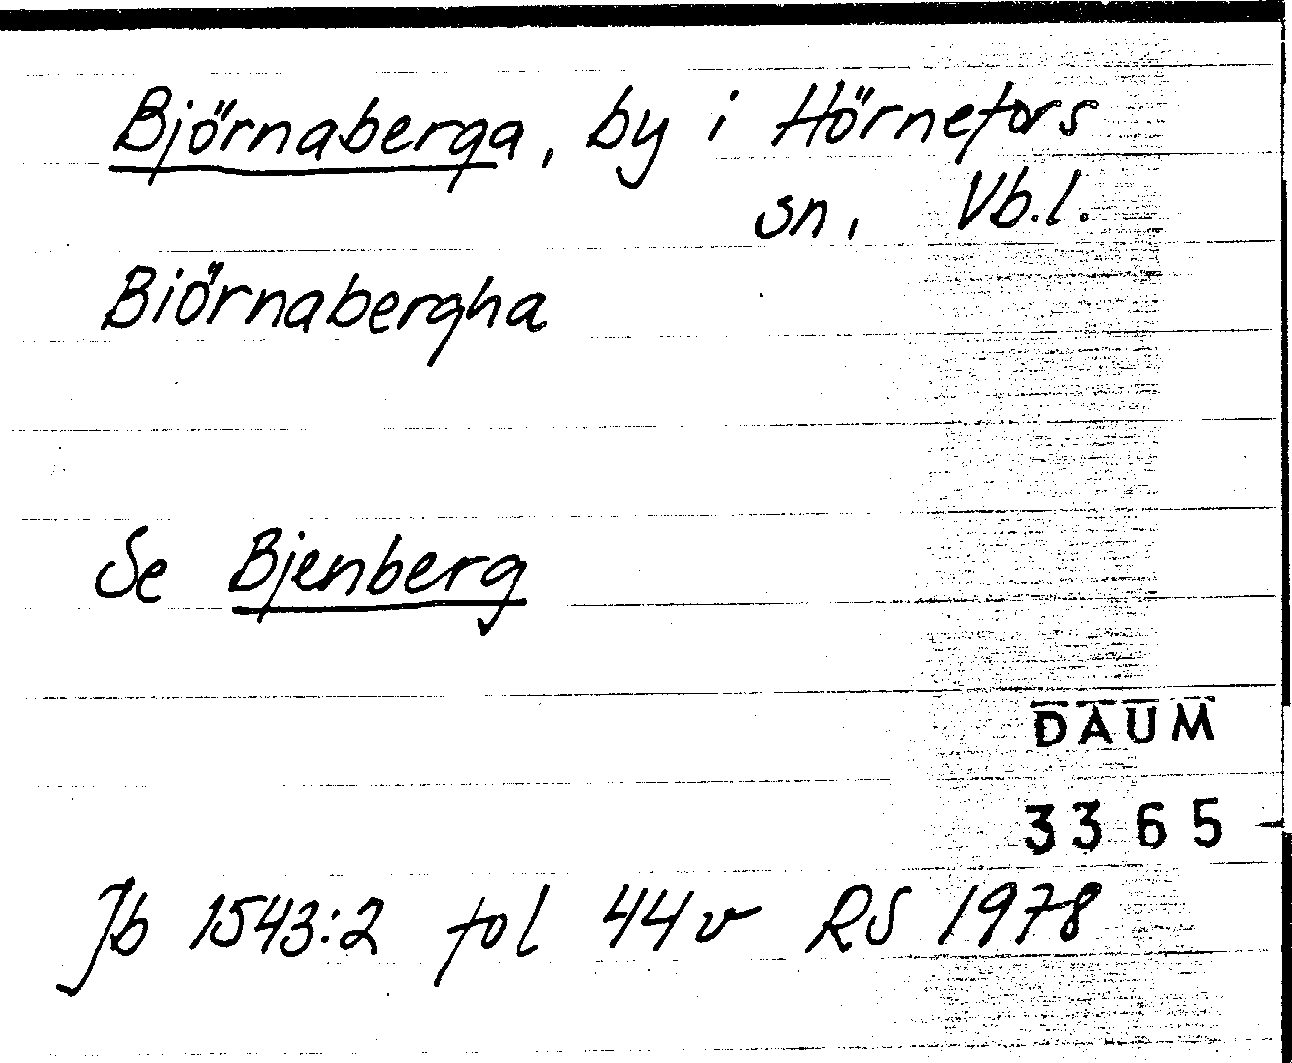 Björnaberga, by i Hörnefors
sn, Vb.l.
Biörnabergha
Se Bjenberg
DAUM
3365
Jb 1543:2 fol 44v RS 1978